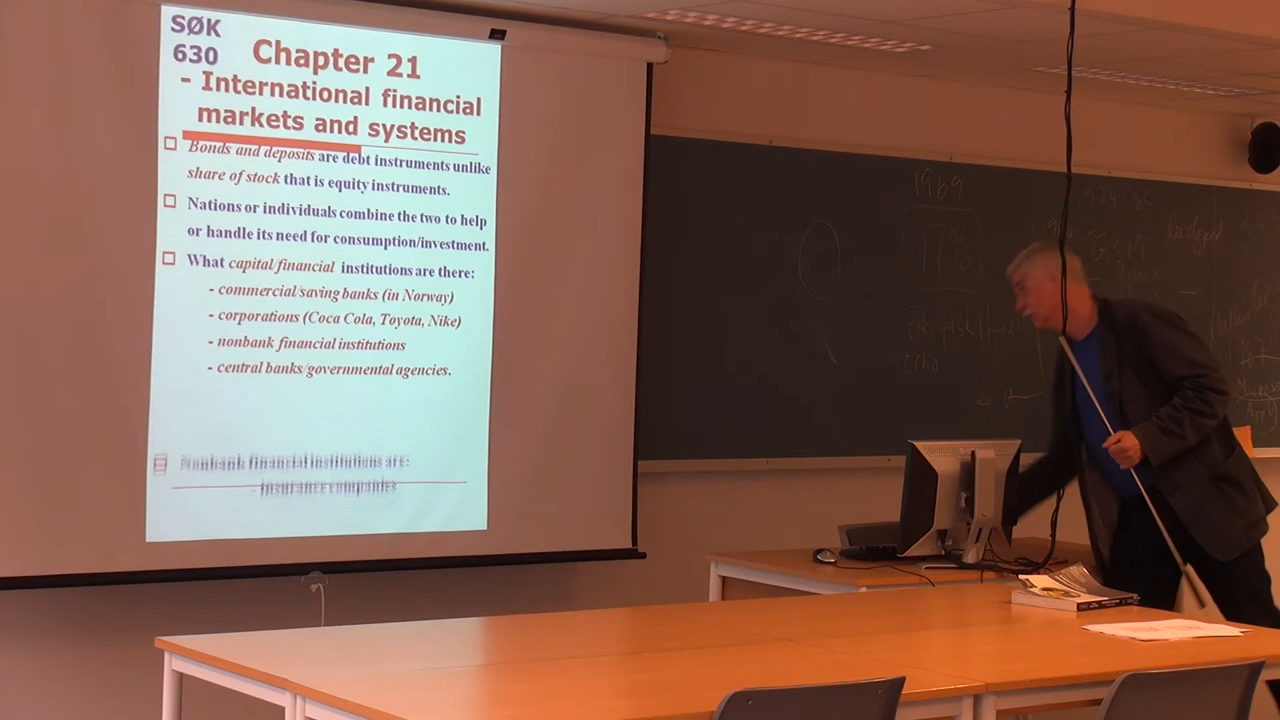 SØK
630
Chapter 21
- International financial
markets and systems
Bonds and deposits are debt instruments unlike
share of stock that is equity instruments.
Nations or individuals combine the two to help
or handle its need for consumption/investment.
What capital/financial institutions are there:
- commercial/saving banks (in Norway)
- corporations (Coca Cola, Toyota, Nike)
- nonbank financial institutions
- central banks/governmental agencies.
Nonbank financial institutions are:
- insurance companies
1969
Echo